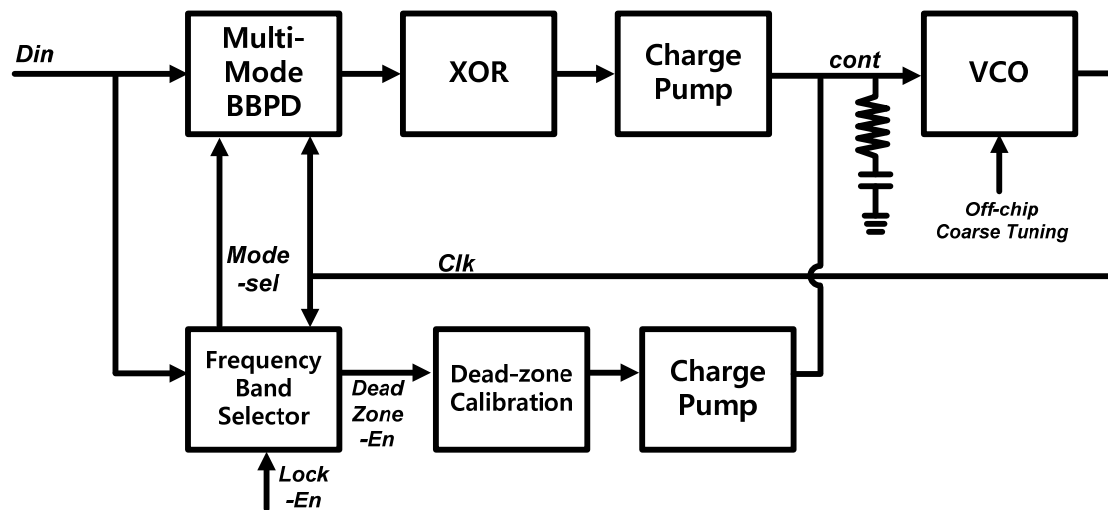 Din
Multi-
Mode
BBPD
XOR
Charge
Pump
cont
VCO
Off-chip
Coarse Tuning
Mode
-sel
Clk
Frequency
Band
Selector
Dead
Zone
-En
Dead-zone
Calibration
Charge
Pump
Lock
-En